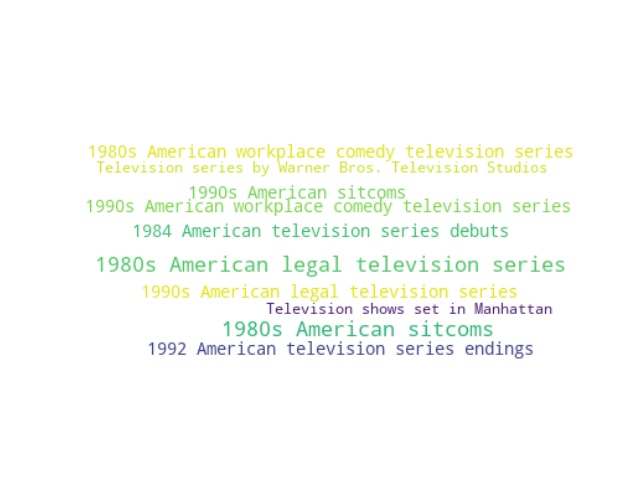 1980s American workplace comedy television series
Television series by Warner Bros. Television Studios
1990s American sitcoms
1990s American workplace comedy television series
1984 American television series debuts
1980s American legal television series
1990s American legal television series
Television shows set in Manhattan
1980s American sitcoms
1992 American television series endings